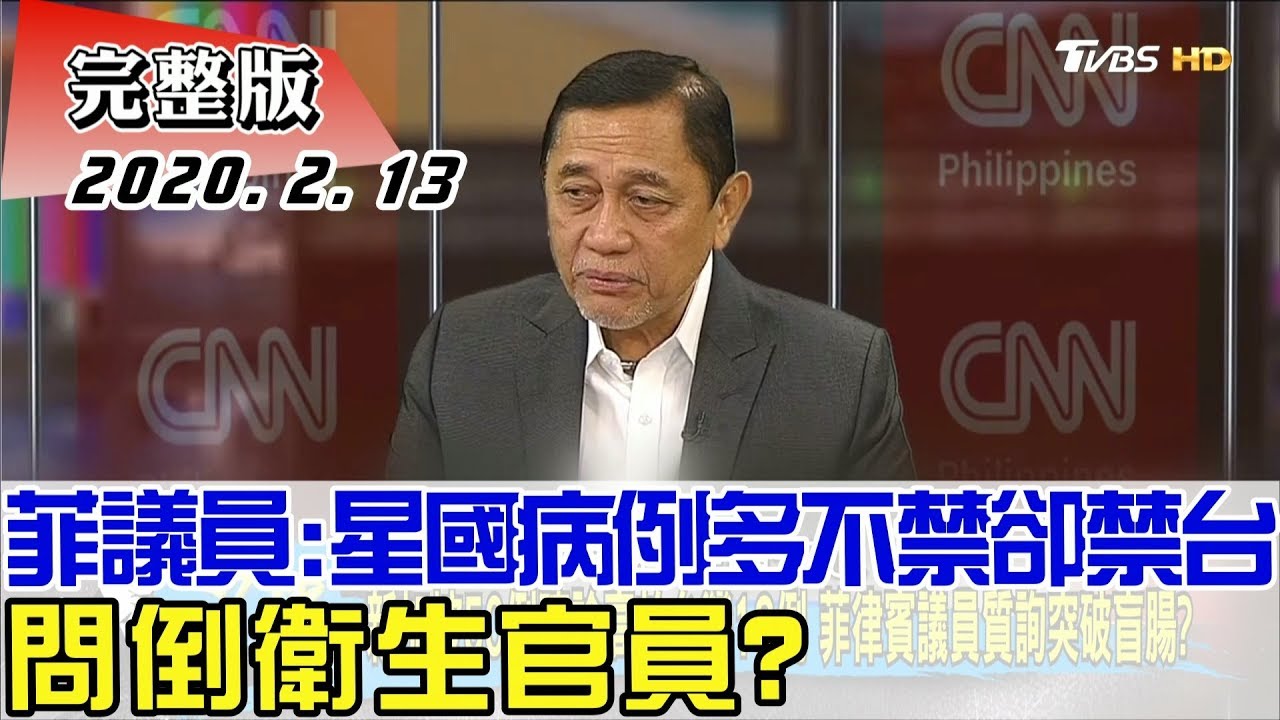 完整版
2020.2.13
TVBS HD
CNN
Philippines
CNN
CNN
Philippines
菲議員:星國病例多不禁卻禁台
菲律賓議員質詢突破盲腸?
問倒衛生官員?